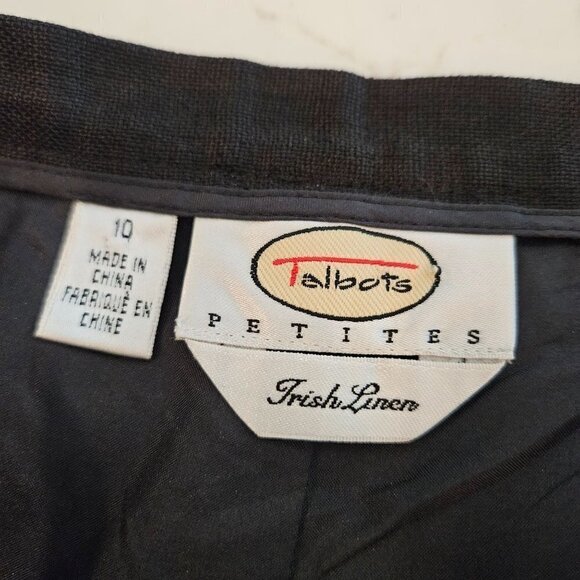 10
MADE IN
CHINA
FABRIQUÉ EN
CHINE
Talbots
PETITES
Irish Linen